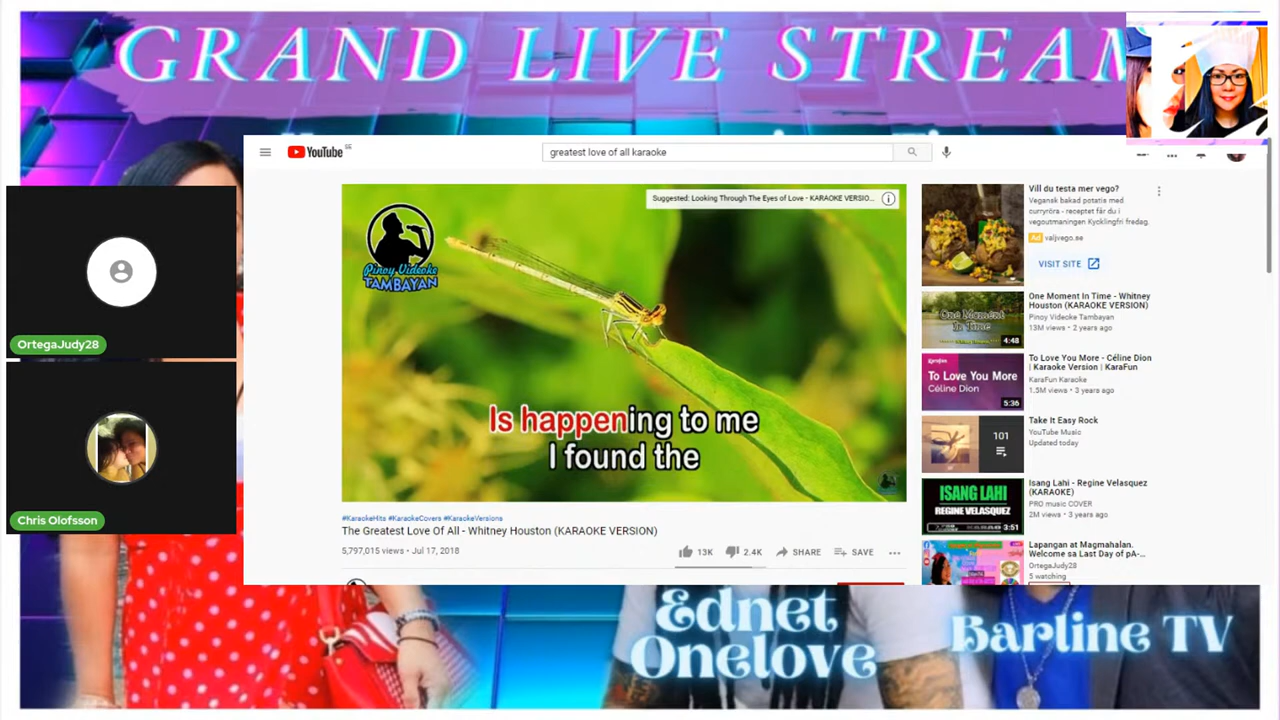 GRAND LIVE STREAM
YouTube SE
greatest love of all karaoke
Suggested: Looking Through The Eyes of Love - KARAOKE VERSIO...
Pinoy Videoke
TAMBAYAN
Is happening to me
I found the
#KaraokeHits #KaraokeCovers #KaraokeVersions
The Greatest Love Of All - Whitney Houston (KARAOKE VERSION)
5,797,015 views • Jul 17, 2018
13K
2.4K
SHARE
SAVE
Vill du testa mer vego?
Vegansk bakad potatis med
curryröra - receptet får du i
vegoutmaningen Kycklingfri fredag.
Ad valjvego.se
VISIT SITE
One Moment
in Time
4:48
One Moment In Time - Whitney
Houston (KARAOKE VERSION)
Pinoy Videoke Tambayan
13M views • 2 years ago
KaraFun
To Love You More
Céline Dion
5:36
To Love You More - Céline Dion
| Karaoke Version | KaraFun
KaraFun Karaoke
1.5M views • 3 years ago
101
Take It Easy Rock
YouTube Music
Updated today
ISANG LAHI
REGINE VELASQUEZ
3:51
Isang Lahi - Regine Velasquez
(KARAOKE)
PRO music COVER
2M views • 3 years ago
Lapangan at Magmahalan.
Welcome sa Last Day of pA-...
OrtegaJudy28
5 watching
OrtegaJudy28
Chris Olofsson
Ednet
Onelove
Barline TV